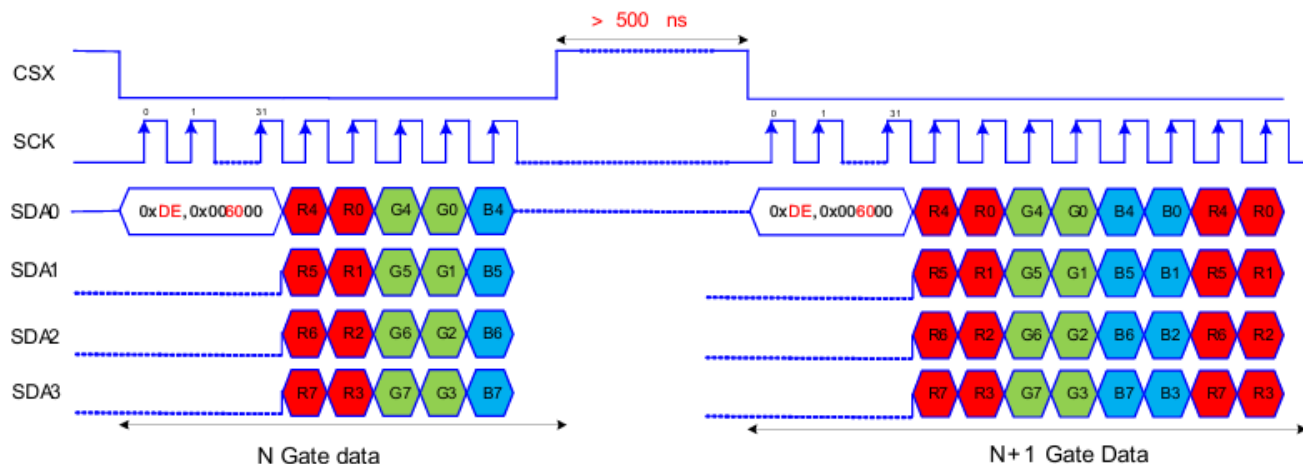 > 500 ns
CSX
0 1 31 0 1 31
SCK
SDA0 0xDE, 0x006000 R4 R0 G4 G0 B4 0xDE, 0x006000 R4 R0 G4 G0 B4 B0 R4 R0
SDA1 R5 R1 G5 G1 B5 R5 R1 G5 G1 B5 B1 R5 R1
SDA2 R6 R2 G6 G2 B6 R6 R2 G6 G2 B6 B2 R6 R2
SDA3 R7 R3 G7 G3 B7 R7 R3 G7 G3 B7 B3 R7 R3
N Gate data N+1 Gate Data